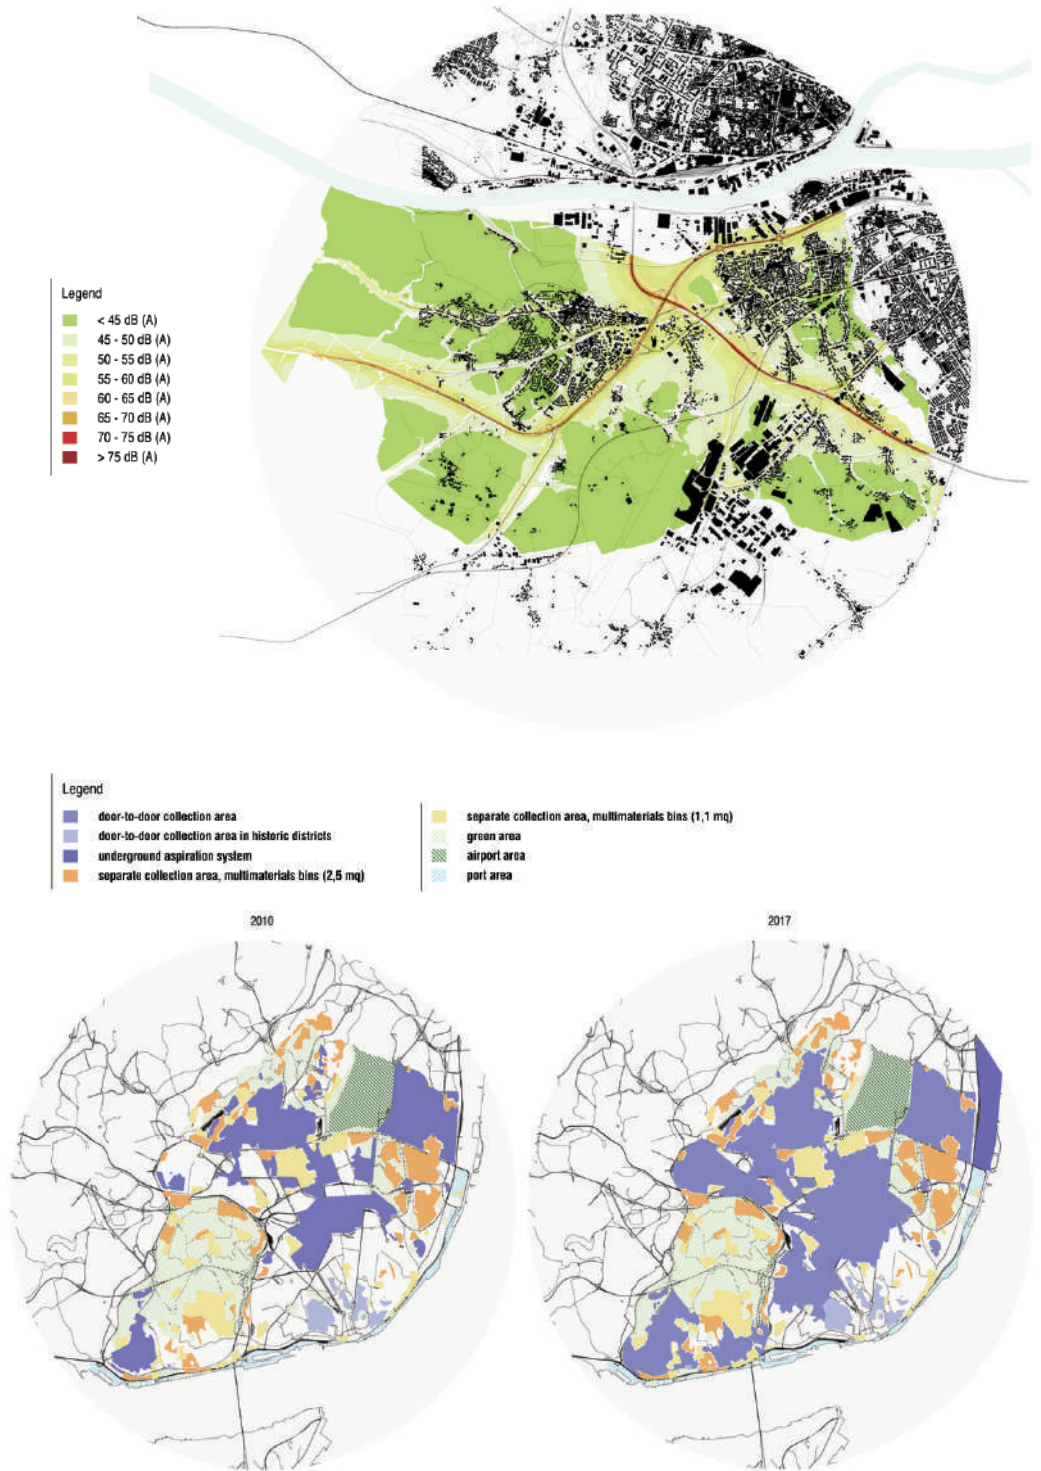 Legend
< 45 dB (A)
45 - 50 dB (A)
50 - 55 dB (A)
55 - 60 dB (A)
60 - 65 dB (A)
65 - 70 dB (A)
70 - 75 dB (A)
> 75 dB (A)
Legend
door-to-door collection area
door-to-door collection area in historic districts
underground aspiration system
separate collection area, multimaterials bins (2,5 mq)
separate collection area, multimaterials bins (1,1 mq)
green area
airport area
port area
2010
2017